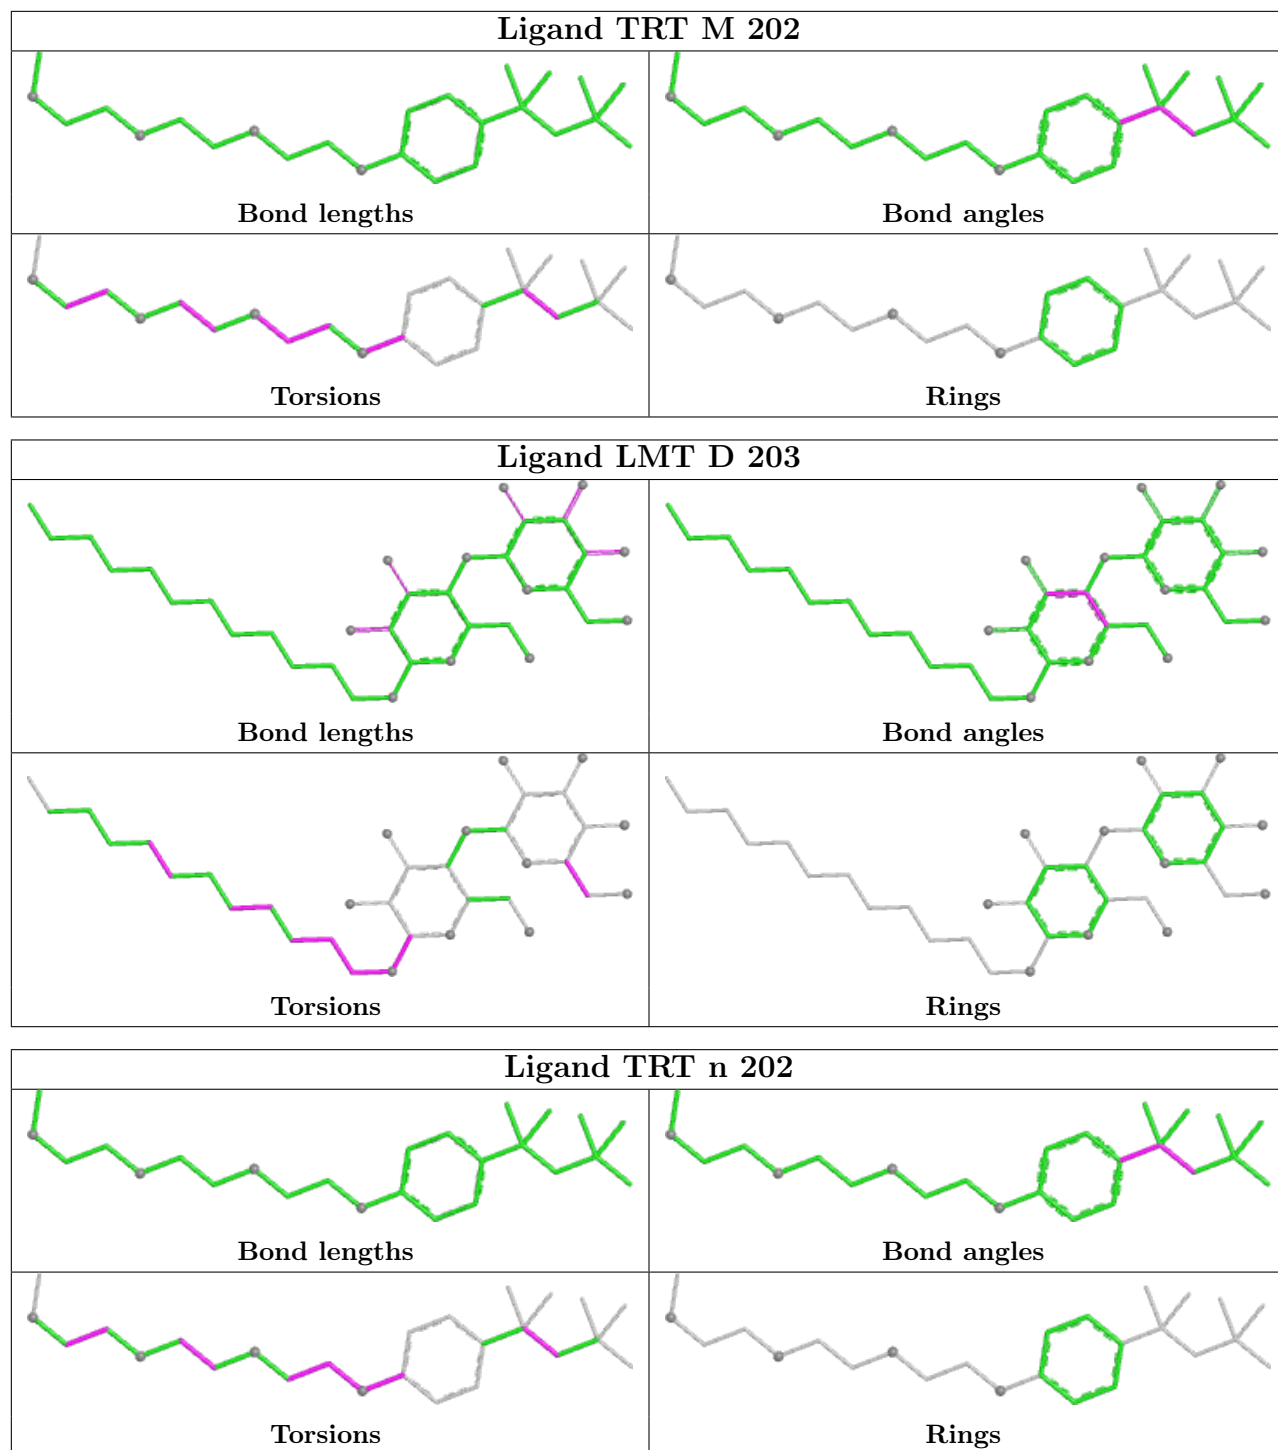 Ligand TRT M 202
Bond lengths
Bond angles
Torsions
Rings
Ligand LMT D 203
Bond lengths
Bond angles
Torsions
Rings
Ligand TRT n 202
Bond lengths
Bond angles
Torsions
Rings